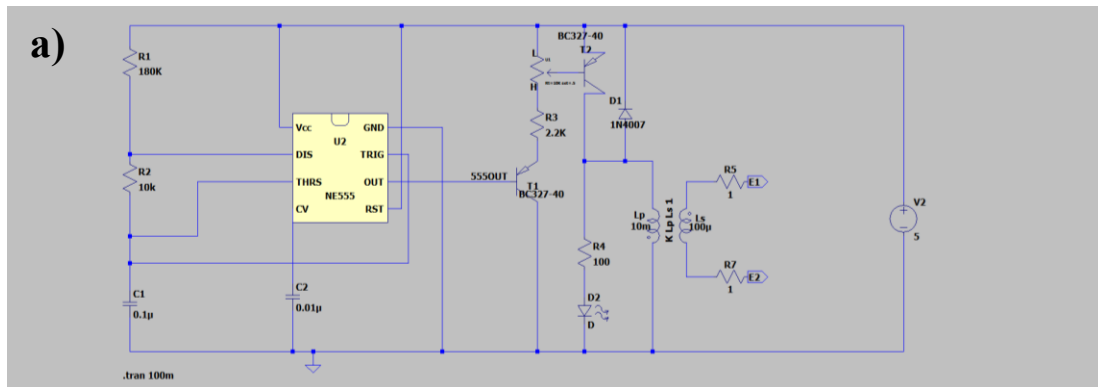 a)
R1
180K
R2
10k
C1
0.1µ
C2
0.01µ
U2
NE555
Vcc
DIS
THRS
CV
GND
TRIG
OUT
RST
555OUT
L
H
U1
R3
2.2K
T1
BC327-40
BC327-40
T2
D1
1N4007
R4
100
D2
D
Lp
10m
K Lp Ls 1
Ls
100µ
R5
1
E1
R7
1
E2
V2
5
.tran 100m